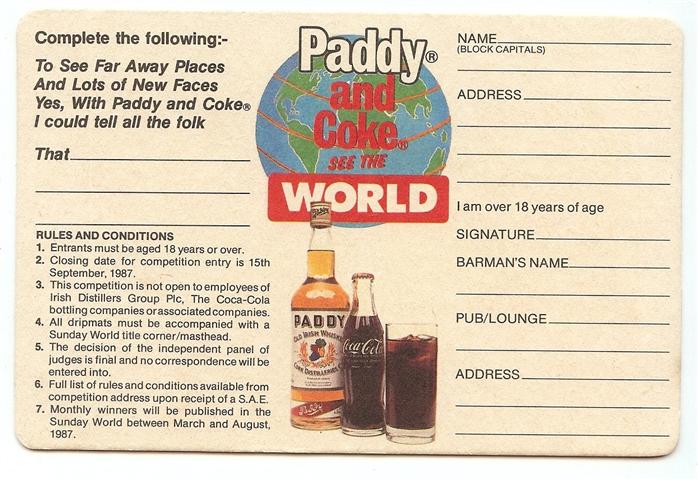 Complete the following:-
To See Far Away Places
And Lots of New Faces
Yes, With Paddy and Coke®
I could tell all the folk
That
RULES AND CONDITIONS
1. Entrants must be aged 18 years or over.
2. Closing date for competition entry is 15th
September, 1987.
3. This competition is not open to employees of
Irish Distillers Group Plc, The Coca-Cola
bottling companies or associated companies.
4. All dripmats must be accompanied with a
Sunday World title corner/masthead.
5. The decision of the independent panel of
judges is final and no correspondence will be
entered into.
6. Full list of rules and conditions available from
competition address upon receipt of a S.A.E.
7. Monthly winners will be published in the
Sunday World between March and August,
1987.
Paddy®
and
Coke®
SEE THE
WORLD
PADDY
OLD IRISH WHISKEY
CORK DISTILLERIES
Paddy
Coca-Cola
NAME
(BLOCK CAPITALS)
ADDRESS
I am over 18 years of age
SIGNATURE
BARMAN'S NAME
PUB/LOUNGE
ADDRESS